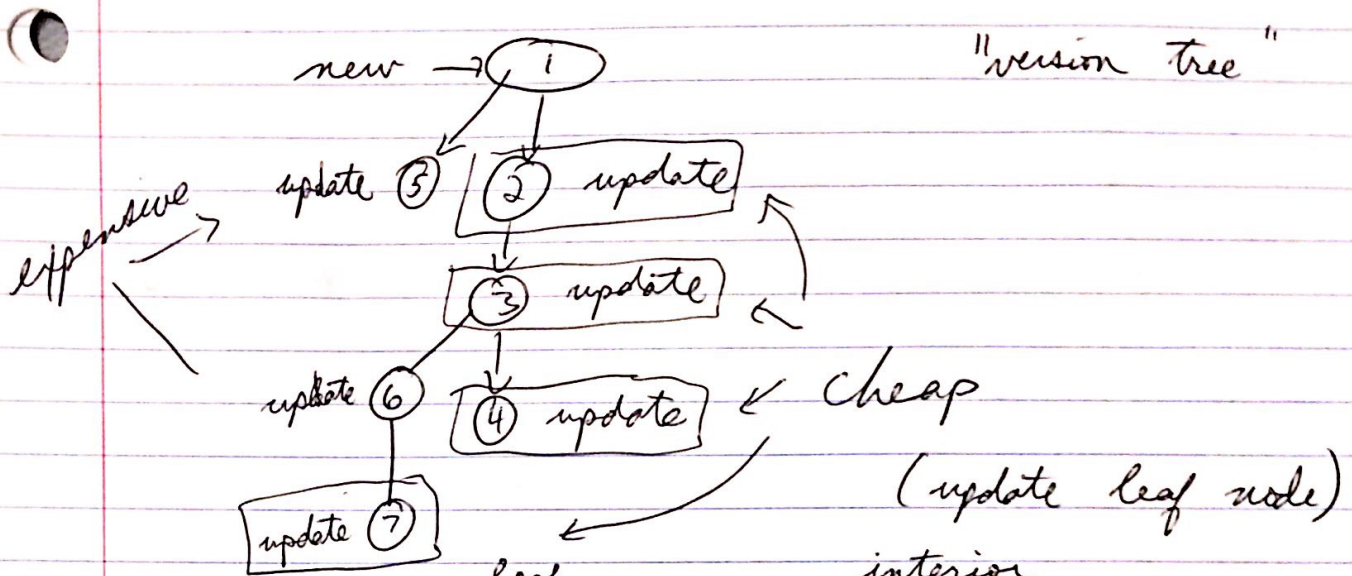 new → 1 "version tree"
update 5 2 update
expensive
3 update
update 6 4 update cheap
(update leaf node)
update 7
leaf interior